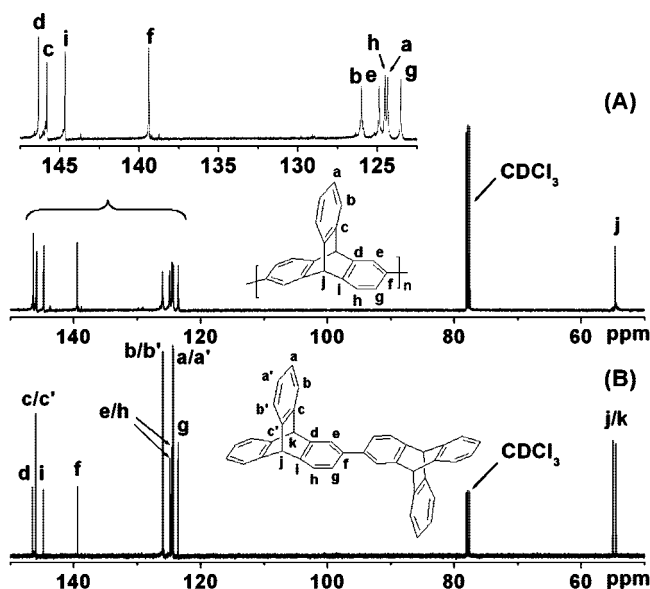 d
c
i
f
h
a
b
e
g
(A)
145
140
135
130
125
CDCl3
a
b
c
d
e
j
f
n
i
g
h
j
140
120
100
80
60
ppm
b/b'
a/a'
(B)
c/c'
e/h
g
a
a'
b
b'
c
c'
k
d
e
j
f
i
h
g
CDCl3
j/k
d
i
f
140
120
100
80
60
ppm